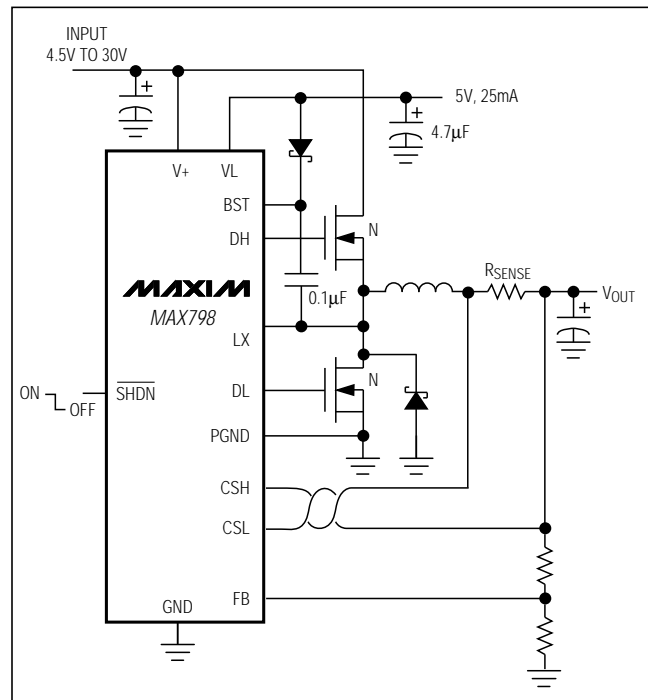 INPUT
4.5V TO 30V
5V, 25mA
4.7μF
V+
VL
BST
DH
N
RSENSE
MAXIM
MAX798
0.1μF
VOUT
LX
ON
OFF
SHDN
DL
N
PGND
CSH
CSL
FB
GND